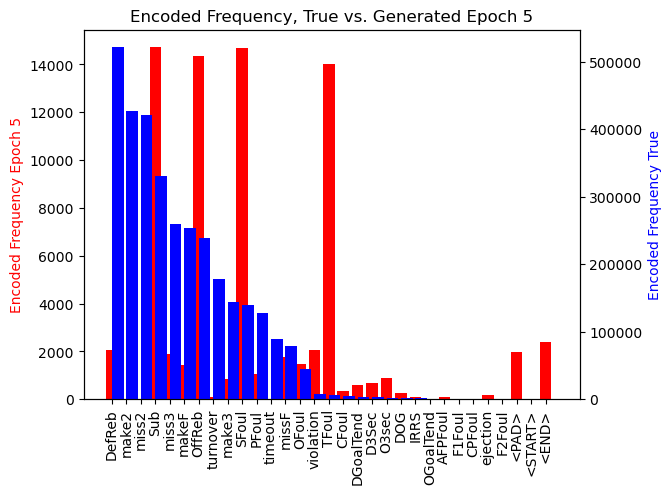 Encoded Frequency, True vs. Generated Epoch 5
14000
12000
10000
8000
6000
4000
2000
0
Encoded Frequency Epoch 5
500000
400000
300000
200000
100000
0
Encoded Frequency True
DefReb
make2
miss2
Sub
miss3
makeF
OffReb
turnover
make3
SFoul
PFoul
timeout
missF
OFoul
violation
TFoul
CFoul
DGoalTend
D3Sec
O3sec
DOG
IRRS
OGoalTend
AFPFoul
F1Foul
CPFoul
ejection
F2Foul
<PAD>
<START>
<END>